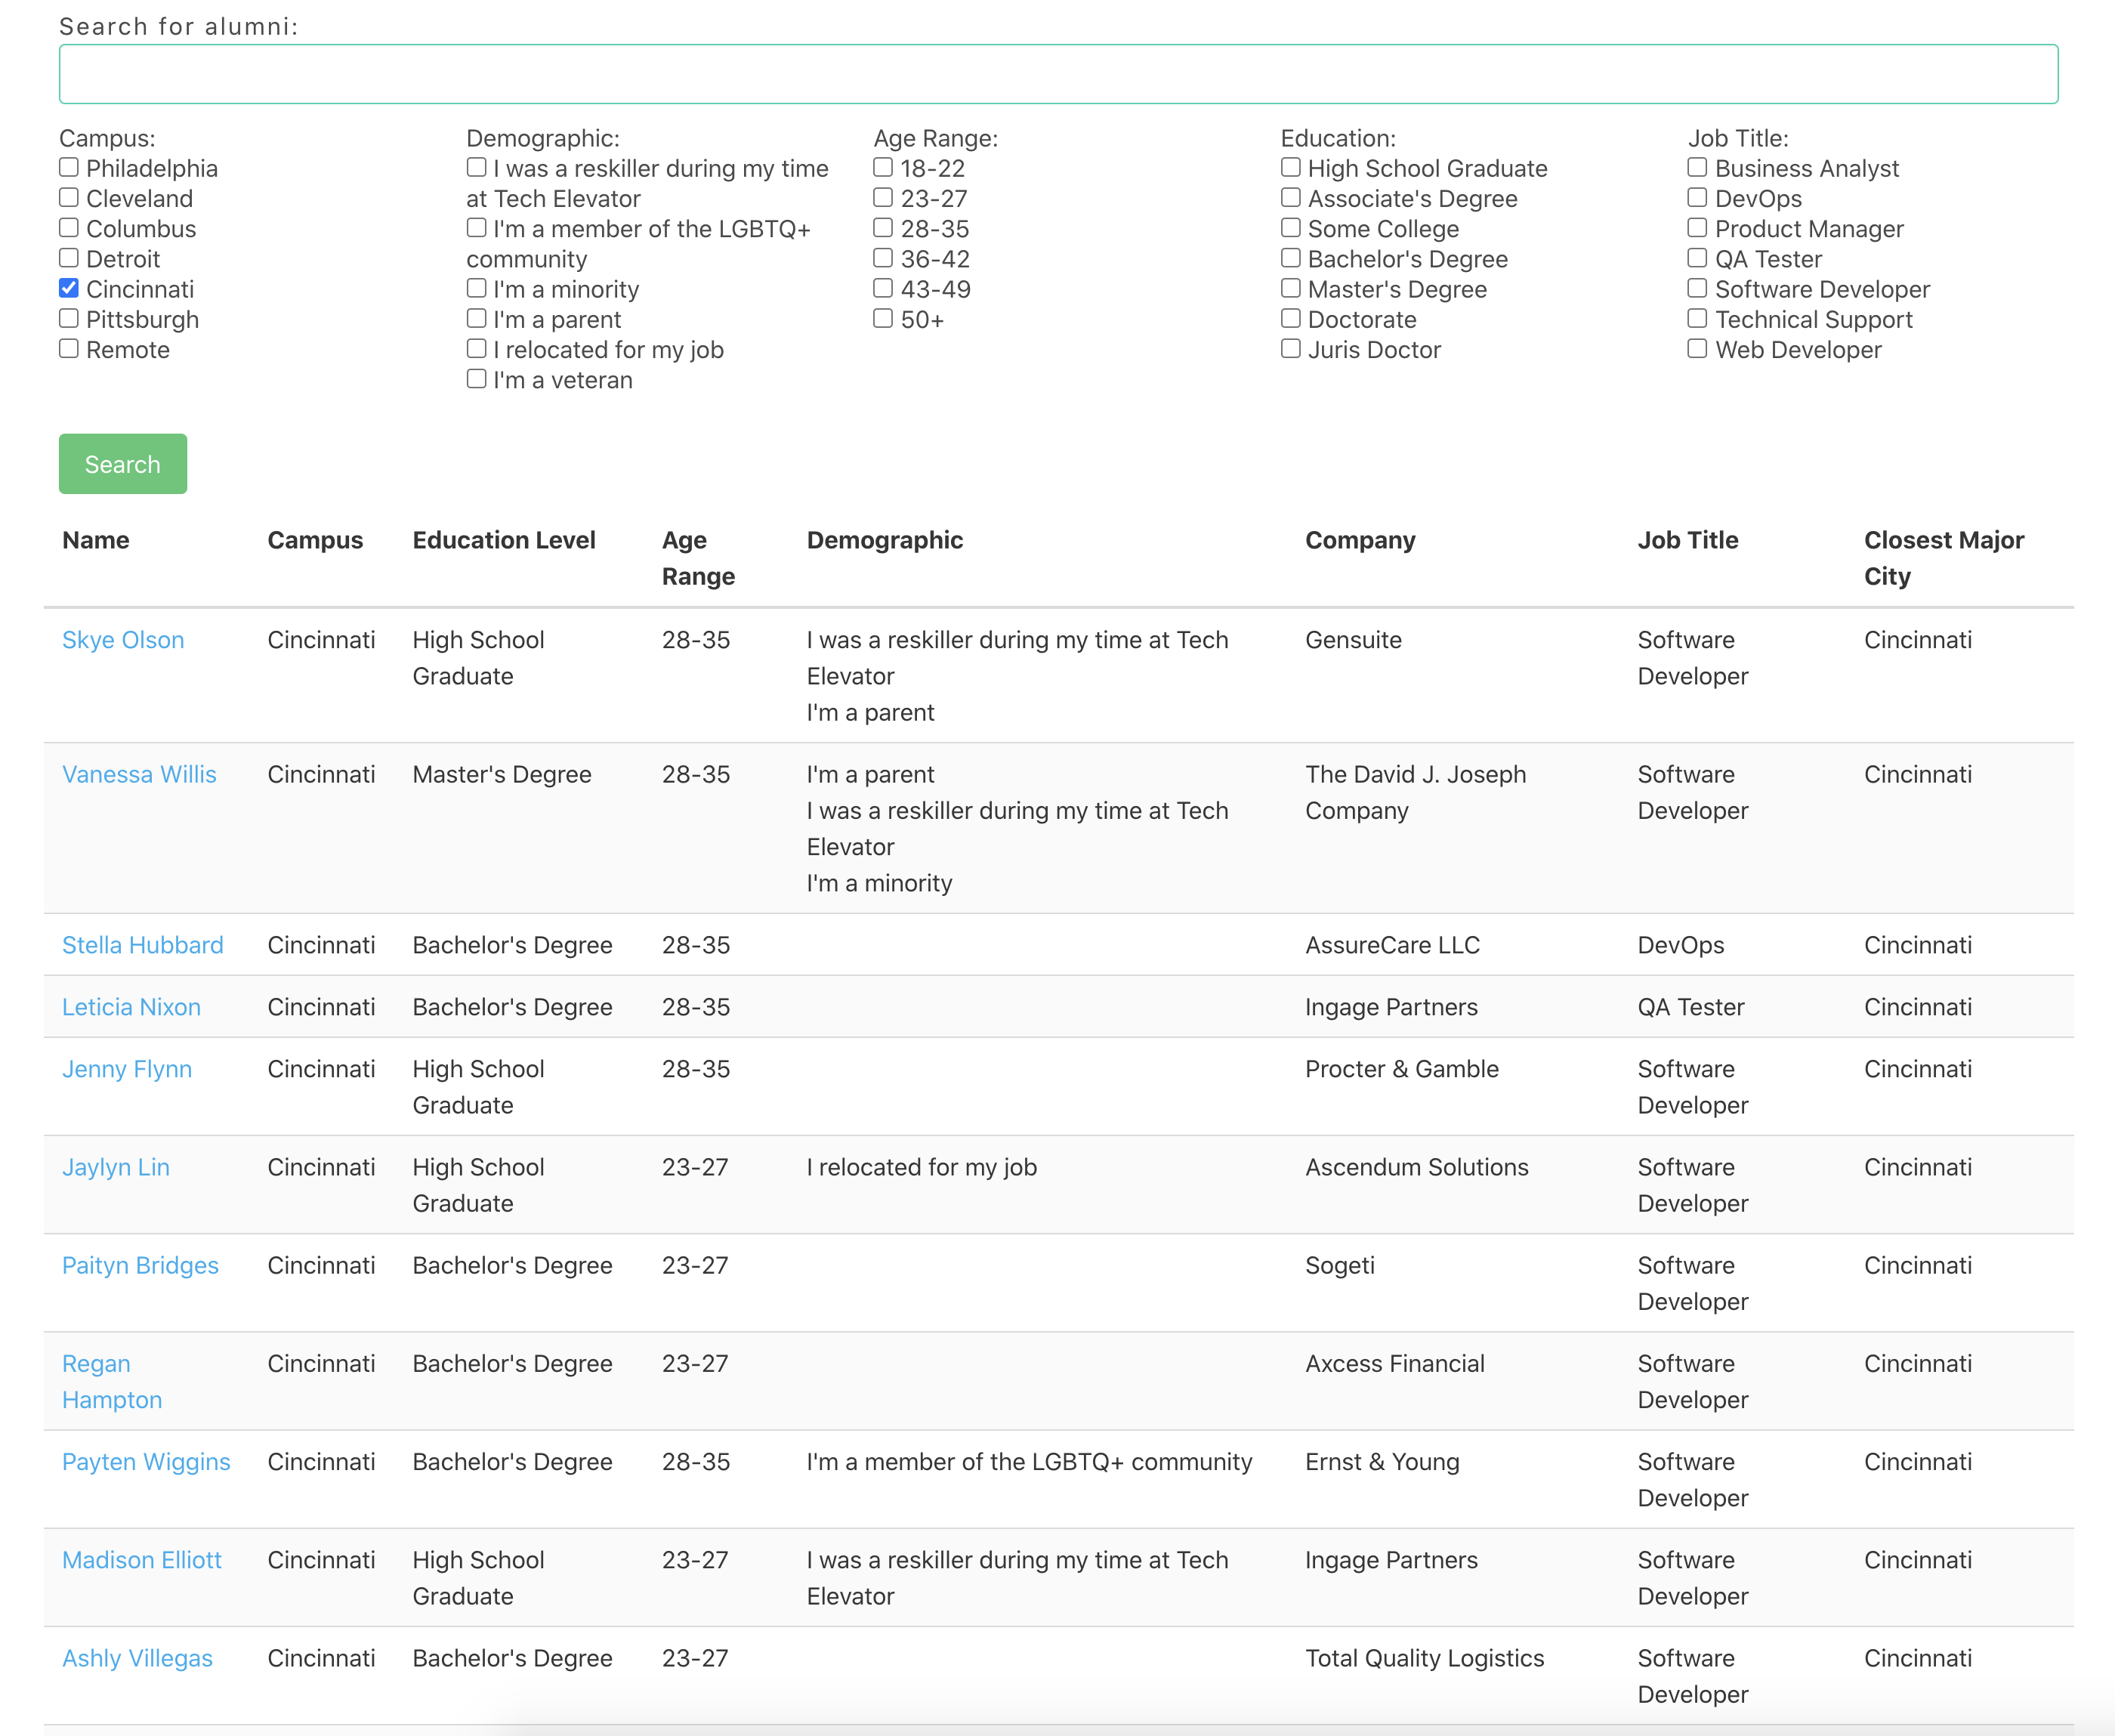 Search for alumni:
Campus:
Philadelphia
Cleveland
Columbus
Detroit
Cincinnati
Pittsburgh
Remote
Demographic:
I was a reskiller during my time
at Tech Elevator
I'm a member of the LGBTQ+
community
I'm a minority
I'm a parent
I relocated for my job
I'm a veteran
Age Range:
18-22
23-27
28-35
36-42
43-49
50+
Education:
High School Graduate
Associate's Degree
Some College
Bachelor's Degree
Master's Degree
Doctorate
Juris Doctor
Job Title:
Business Analyst
DevOps
Product Manager
QA Tester
Software Developer
Technical Support
Web Developer
Search
Name Campus Education Level Age Demographic Company Job Title Closest Major
Range City
Skye Olson Cincinnati High School 28-35 I was a reskiller during my time at Tech Gensuite Software Cincinnati
Graduate Elevator Developer
I'm a parent
Vanessa Willis Cincinnati Master's Degree 28-35 I'm a parent The David J. Joseph Software Cincinnati
I was a reskiller during my time at Tech Company Developer
Elevator
I'm a minority
Stella Hubbard Cincinnati Bachelor's Degree 28-35 AssureCare LLC DevOps Cincinnati
Leticia Nixon Cincinnati Bachelor's Degree 28-35 Ingage Partners QA Tester Cincinnati
Jenny Flynn Cincinnati High School 28-35 Procter & Gamble Software Cincinnati
Graduate Developer
Jaylyn Lin Cincinnati High School 23-27 I relocated for my job Ascendum Solutions Software Cincinnati
Graduate Developer
Paityn Bridges Cincinnati Bachelor's Degree 23-27 Sogeti Software Cincinnati
Developer
Regan Cincinnati Bachelor's Degree 23-27 Axcess Financial Software Cincinnati
Hampton Developer
Payten Wiggins Cincinnati Bachelor's Degree 28-35 I'm a member of the LGBTQ+ community Ernst & Young Software Cincinnati
Developer
Madison Elliott Cincinnati High School 23-27 I was a reskiller during my time at Tech Ingage Partners Software Cincinnati
Graduate Elevator Developer
Ashly Villegas Cincinnati Bachelor's Degree 23-27 Total Quality Logistics Software Cincinnati
Developer